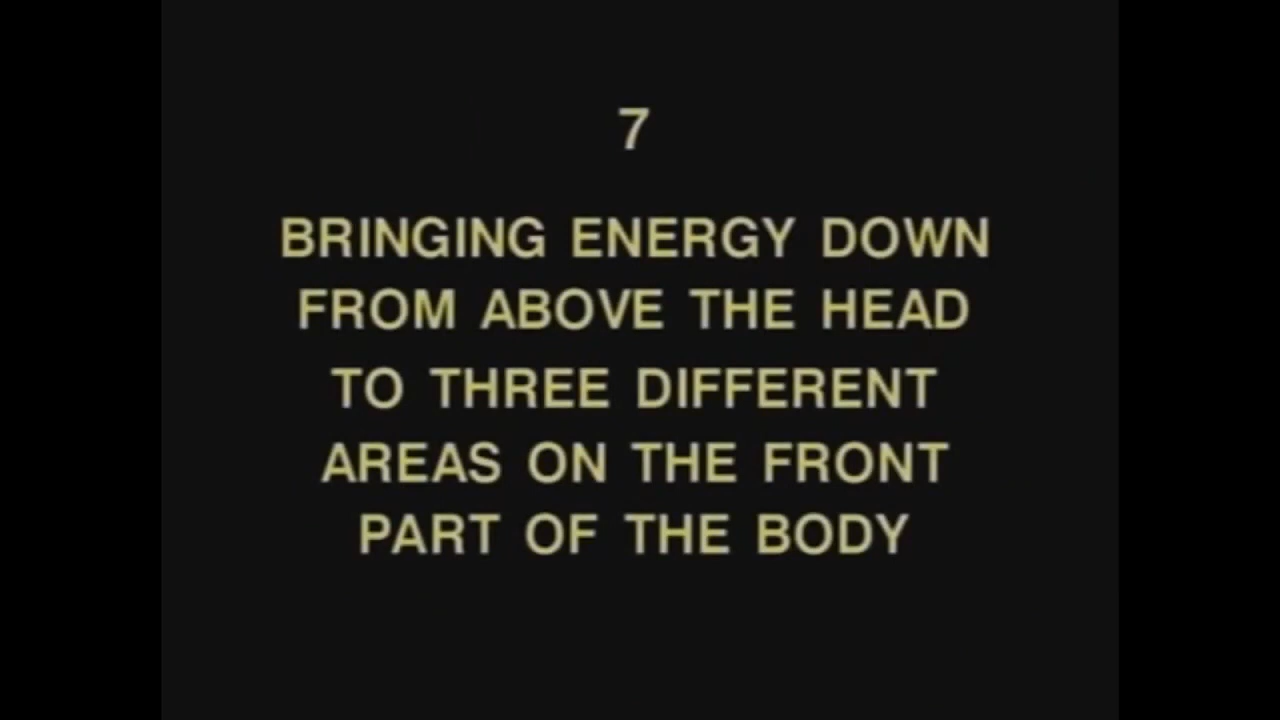 7
BRINGING ENERGY DOWN
FROM ABOVE THE HEAD
TO THREE DIFFERENT
AREAS ON THE FRONT
PART OF THE BODY